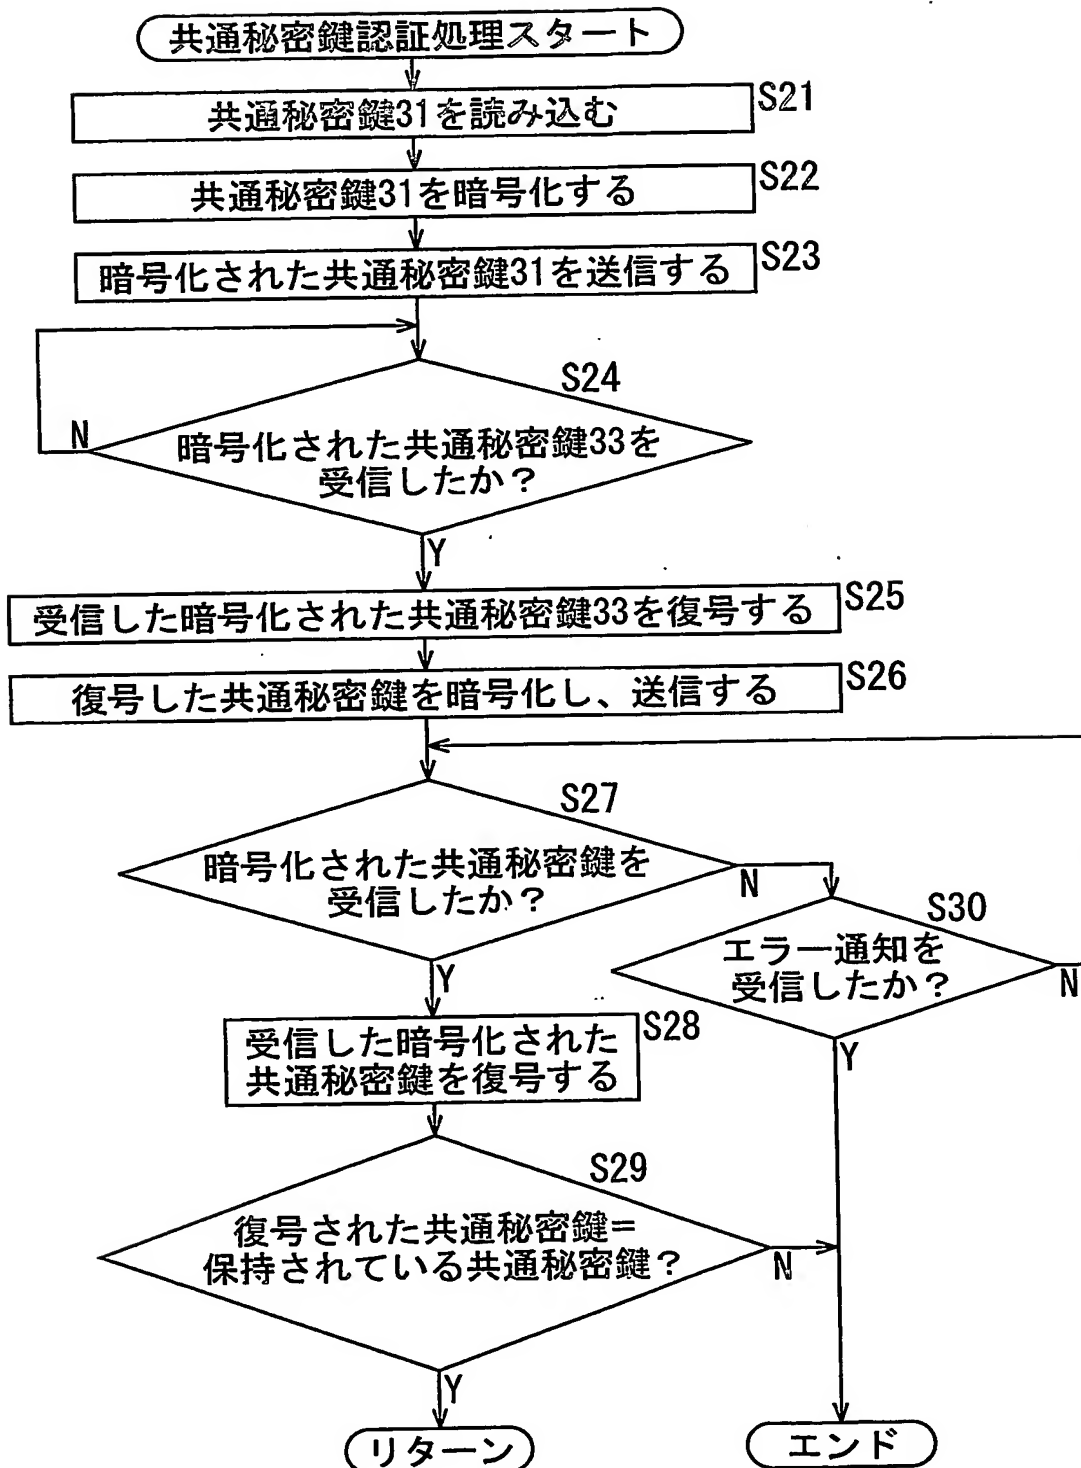 共通秘密鍵認証処理スタート
共通秘密鍵31を読み込む
S21
共通秘密鍵31を暗号化する
S22
暗号化された共通秘密鍵31を送信する
S23
S24
N
暗号化された共通秘密鍵33を
受信したか?
Y
受信した暗号化された共通秘密鍵33を復号する
S25
復号した共通秘密鍵を暗号化し、送信する
S26
S27
暗号化された共通秘密鍵を
受信したか?
N
Y
S30
エラー通知を
受信したか?
N
Y
受信した暗号化された
共通秘密鍵を復号する
S28
S29
復号された共通秘密鍵=
保持されている共通秘密鍵?
N
Y
リターン
エンド